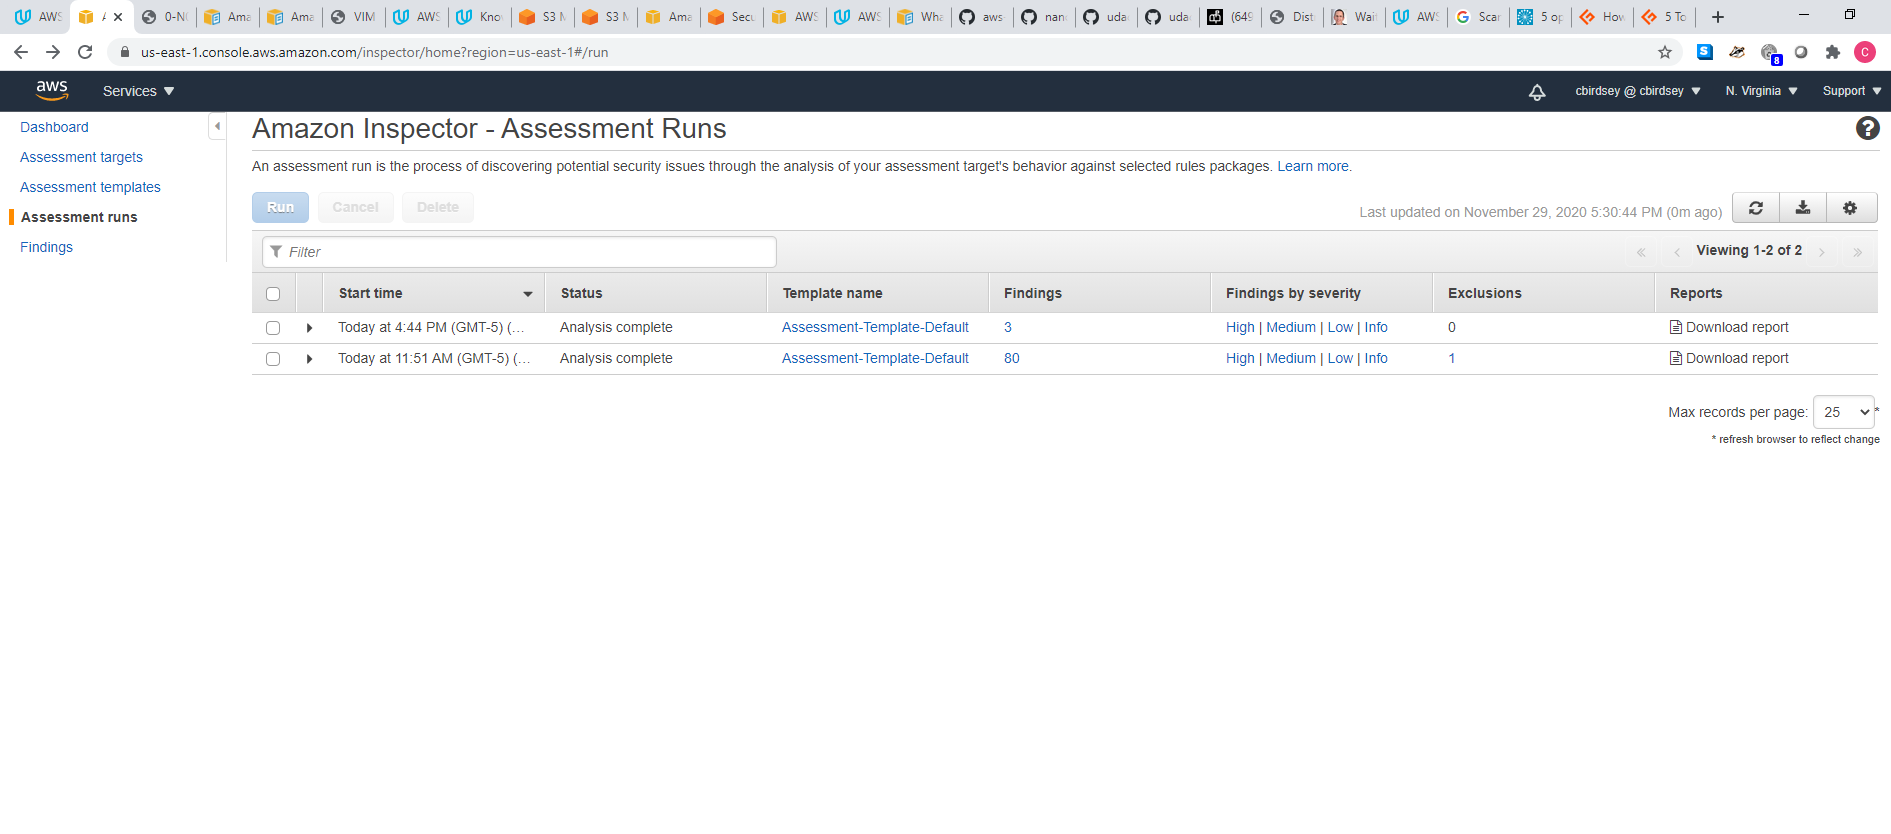 AWS A 0-N Ama Ama VIM AWS Kno S3 M S3 M Ama Secu AWS AWS Wha aws nan uda uda (649 Dist Wait AWS Scar 5 op How 5 To
us-east-1.console.aws.amazon.com/inspector/home?region=us-east-1#/run S 8 C
aws Services cbirdsey @ cbirdsey N. Virginia Support
Dashboard
Assessment targets
Assessment templates
Assessment runs
Findings
Amazon Inspector - Assessment Runs ?
An assessment run is the process of discovering potential security issues through the analysis of your assessment target's behavior against selected rules packages. Learn more.
Run Cancel Delete Last updated on November 29, 2020 5:30:44 PM (0m ago)
Filter « ‹ Viewing 1-2 of 2 › »
Start time Status Template name Findings Findings by severity Exclusions Reports
Today at 4:44 PM (GMT-5) (... Analysis complete Assessment-Template-Default 3 High | Medium | Low | Info 0 Download report
Today at 11:51 AM (GMT-5) (... Analysis complete Assessment-Template-Default 80 High | Medium | Low | Info 1 Download report
Max records per page: 25 *
* refresh browser to reflect change